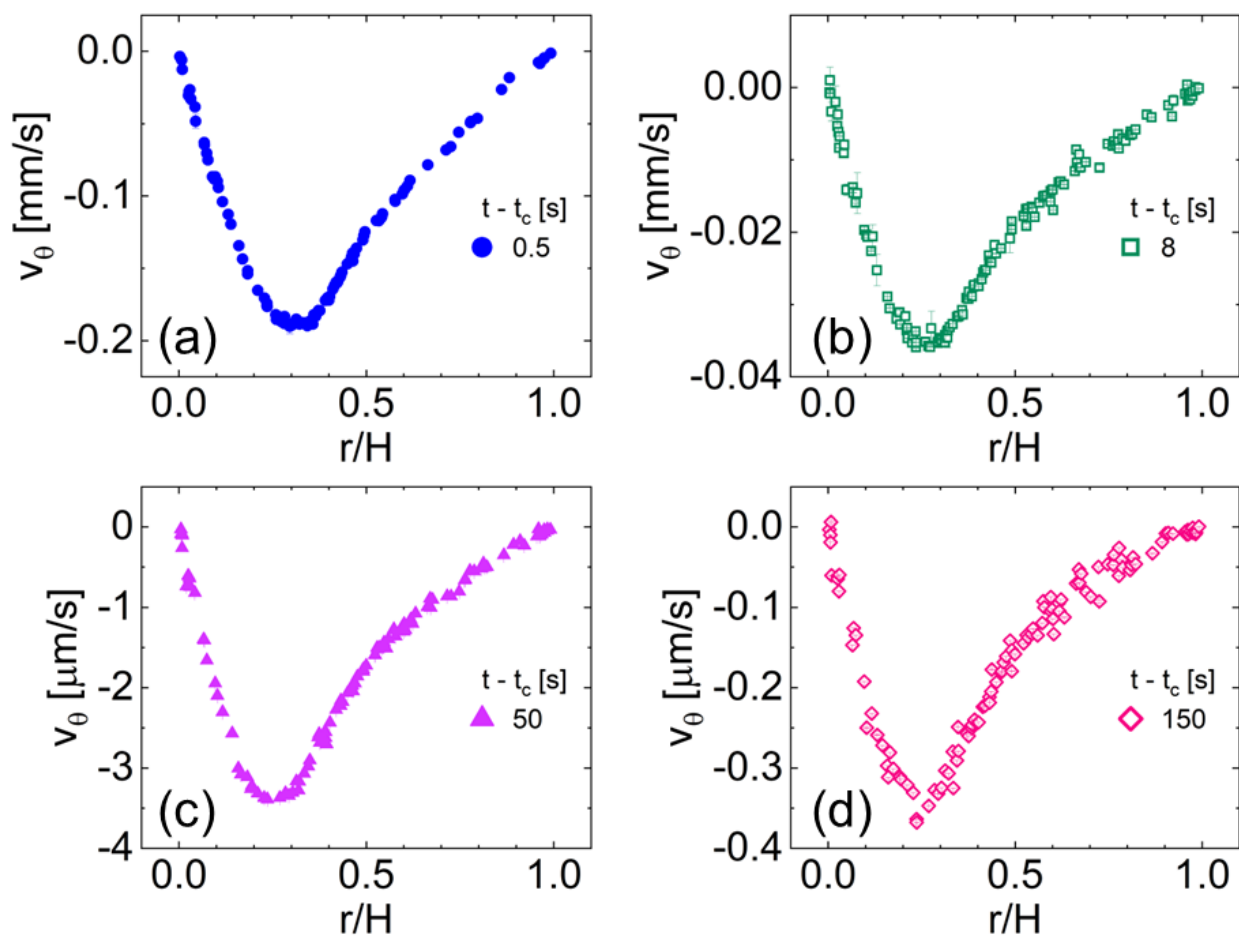 0.0
-0.1
-0.2
v_θ [mm/s]
t - t_c [s]
0.5
(a)
0.0 0.5 1.0
r/H
0.00
-0.02
-0.04
v_θ [mm/s]
t - t_c [s]
8
(b)
0.0 0.5 1.0
r/H
0
-1
-2
-3
-4
v_θ [μm/s]
t - t_c [s]
50
(c)
0.0 0.5 1.0
r/H
0.0
-0.1
-0.2
-0.3
-0.4
v_θ [μm/s]
t - t_c [s]
150
(d)
0.0 0.5 1.0
r/H